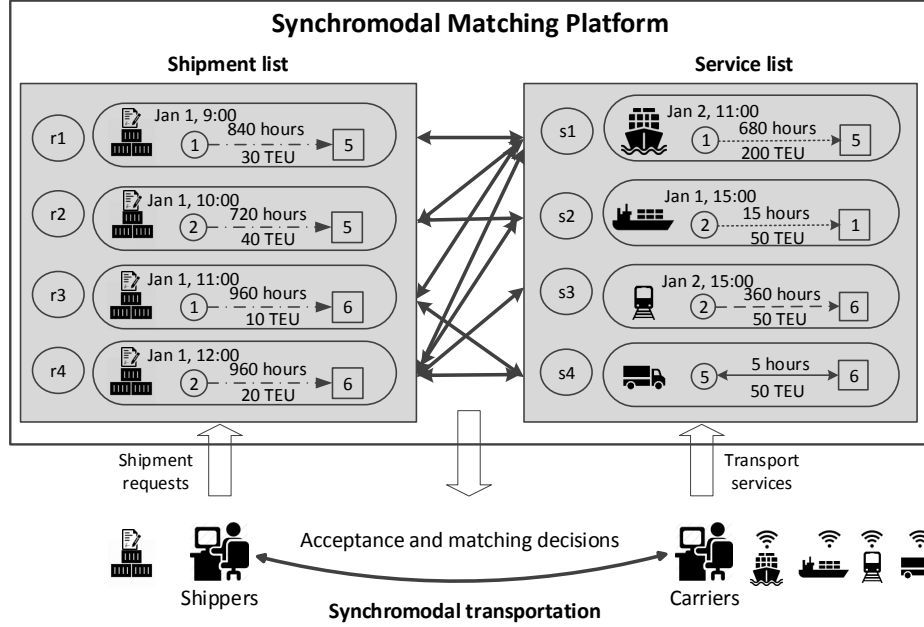 Synchromodal Matching Platform
Shipment list
Service list
r1
Jan 1, 9:00
840 hours
1
5
30 TEU
r2
Jan 1, 10:00
720 hours
2
5
40 TEU
r3
Jan 1, 11:00
960 hours
1
6
10 TEU
r4
Jan 1, 12:00
960 hours
2
6
20 TEU
s1
Jan 2, 11:00
680 hours
1
5
200 TEU
s2
Jan 1, 15:00
15 hours
2
1
50 TEU
s3
Jan 2, 15:00
360 hours
2
6
50 TEU
s4
5 hours
5
6
50 TEU
Shipment
requests
Transport
services
Acceptance and matching decisions
Shippers
Carriers
Synchromodal transportation